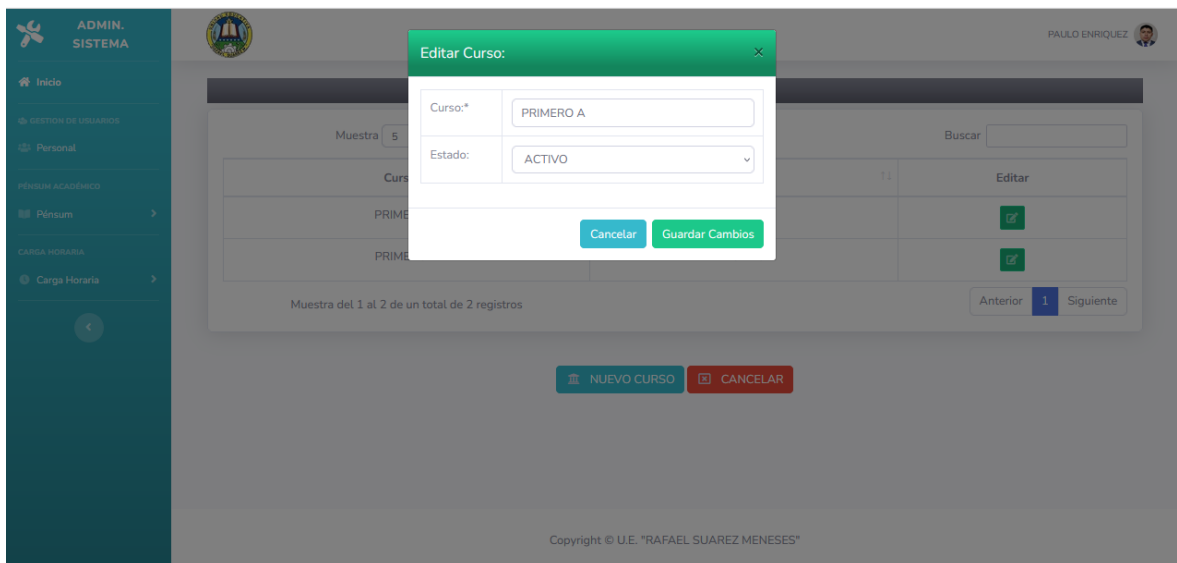 ADMIN.
SISTEMA
PAULO ENRIQUEZ
Inicio
GESTION DE USUARIOS
Personal
PÉNSUM ACADÉMICO
Pénsum
CARGA HORARIA
Carga Horaria
Editar Curso:
×
Curso:*
PRIMERO A
Estado:
ACTIVO
Cancelar
Guardar Cambios
Muestra 5
Buscar
Curs
Editar
PRIME
PRIME
Muestra del 1 al 2 de un total de 2 registros
Anterior 1 Siguiente
NUEVO CURSO
CANCELAR
Copyright © U.E. "RAFAEL SUAREZ MENESES"